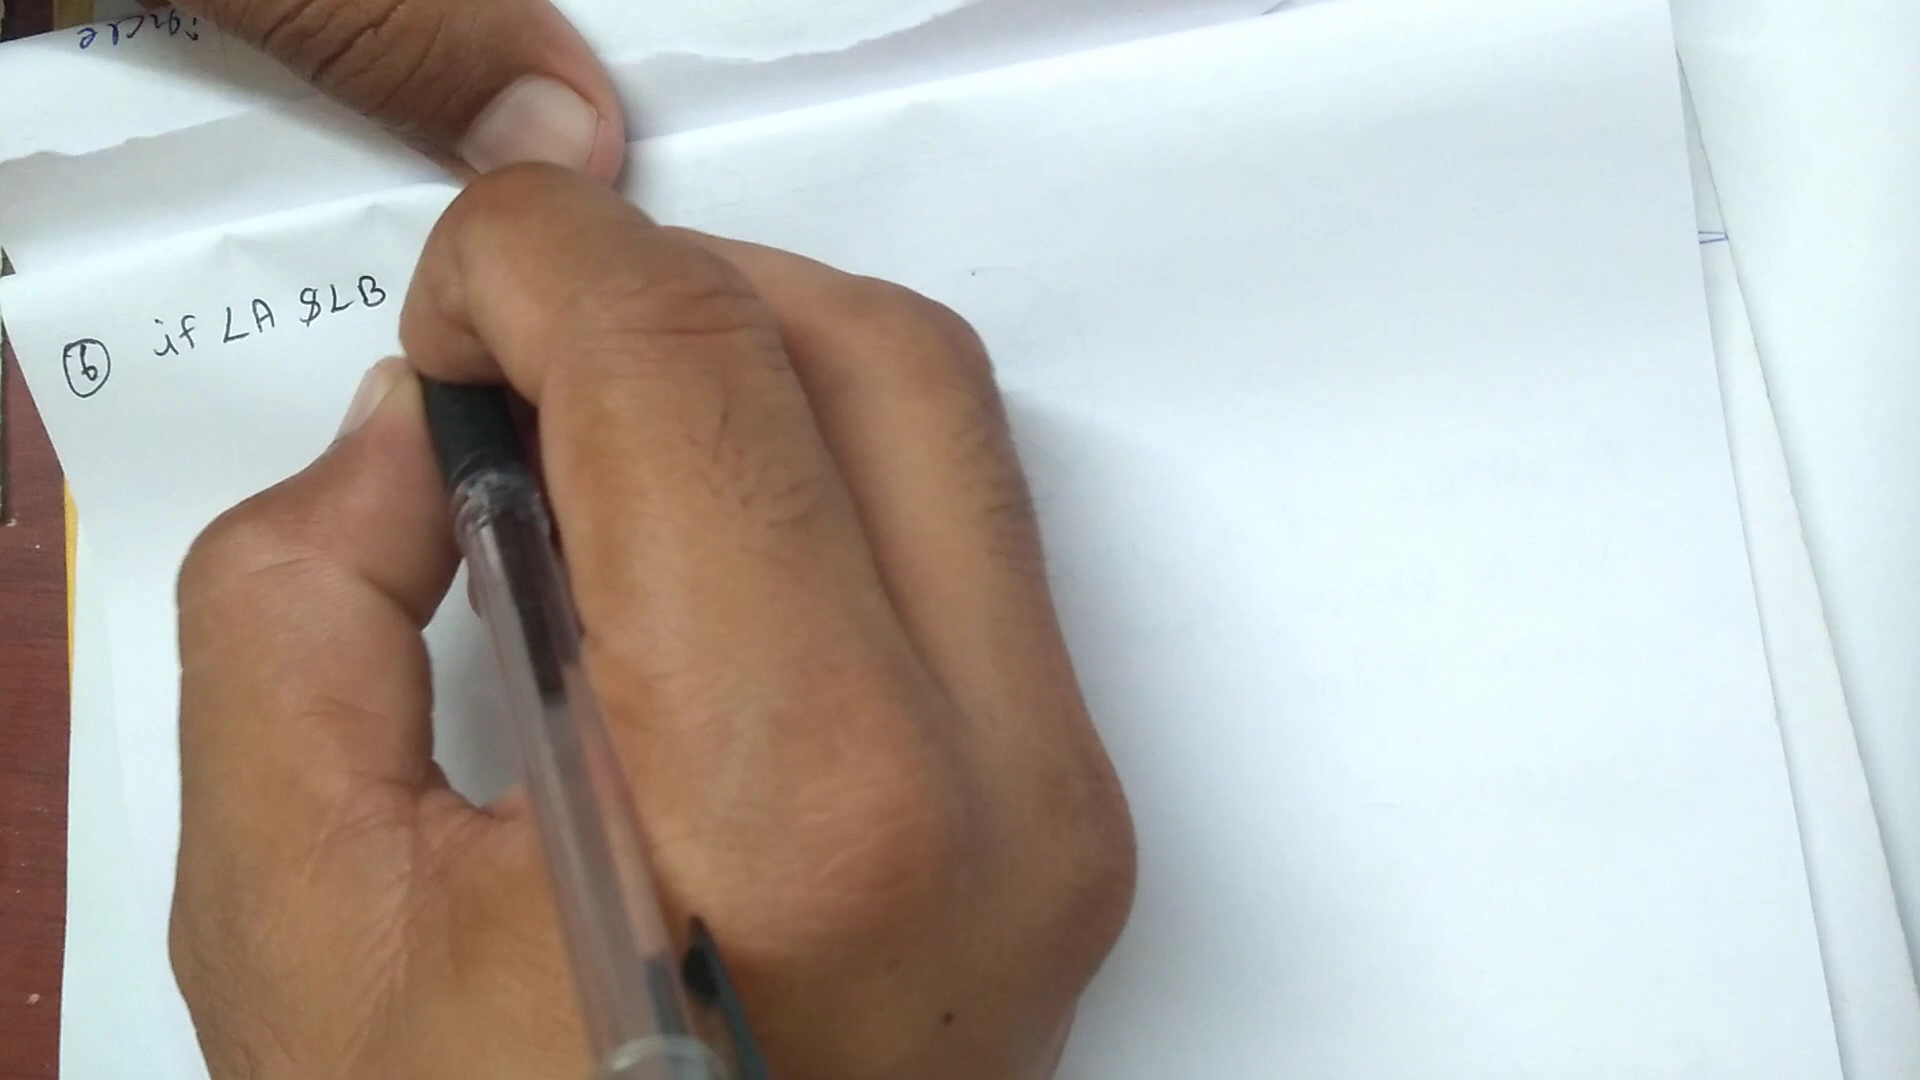 ⑥ if ∠A & ∠B